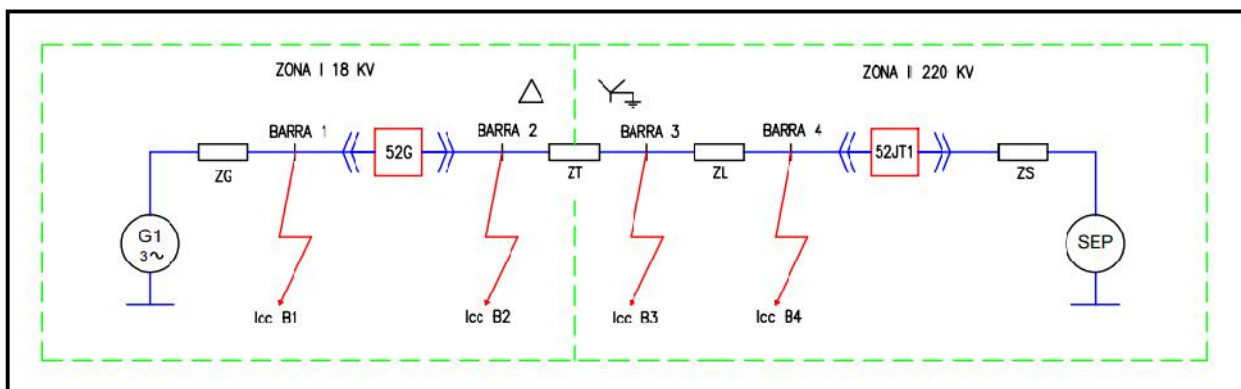 ZONA I 18 KV
ZONA II 220 KV
BARRA 1
52G
BARRA 2
BARRA 3
BARRA 4
52JT1
ZG
ZT
ZL
ZS
G1
3~
SEP
Icc B1
Icc B2
Icc B3
Icc B4